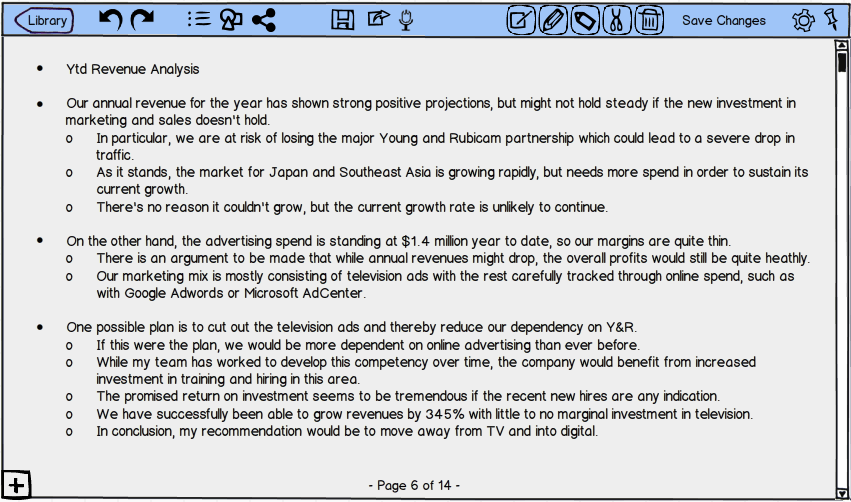 Library
Save Changes
• Ytd Revenue Analysis
• Our annual revenue for the year has shown strong positive projections, but might not hold steady if the new investment in
marketing and sales doesn't hold.
o In particular, we are at risk of losing the major Young and Rubicam partnership which could lead to a severe drop in
traffic.
o As it stands, the market for Japan and Southeast Asia is growing rapidly, but needs more spend in order to sustain its
current growth.
o There's no reason it couldn't grow, but the current growth rate is unlikely to continue.
• On the other hand, the advertising spend is standing at $1.4 million year to date, so our margins are quite thin.
o There is an argument to be made that while annual revenues might drop, the overall profits would still be quite heathly.
o Our marketing mix is mostly consisting of television ads with the rest carefully tracked through online spend, such as
with Google Adwords or Microsoft AdCenter.
• One possible plan is to cut out the television ads and thereby reduce our dependency on Y&R.
o If this were the plan, we would be more dependent on online advertising than ever before.
o While my team has worked to develop this competency over time, the company would benefit from increased
investment in training and hiring in this area.
o The promised return on investment seems to be tremendous if the recent new hires are any indication.
o We have successfully been able to grow revenues by 345% with little to no marginal investment in television.
o In conclusion, my recommendation would be to move away from TV and into digital.
- Page 6 of 14 -